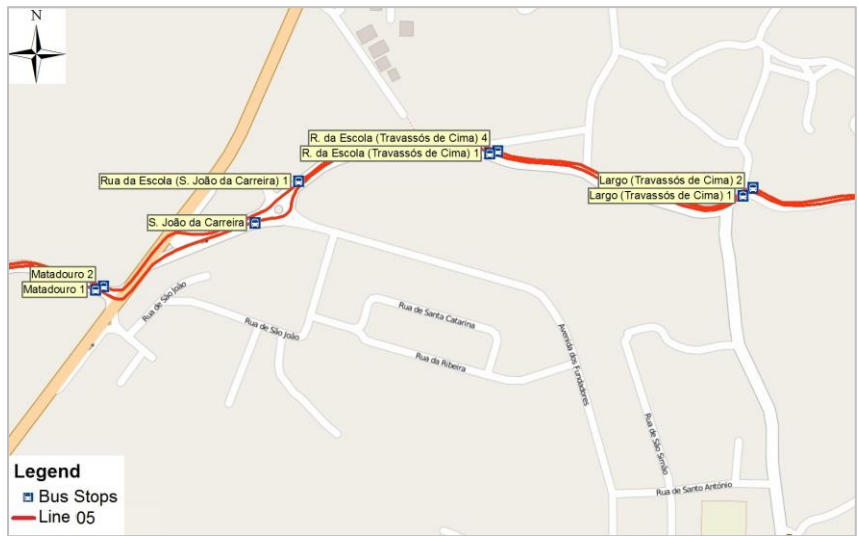 N
R. da Escola (Travassós de Cima) 4
R. da Escola (Travassós de Cima) 1
Rua da Escola (S. João da Carreira) 1
Largo (Travassós de Cima) 2
Largo (Travassós de Cima) 1
S. João da Carreira
Matadouro 2
Matadouro 1
Rua de São João
Rua de São João
Rua de Santa Catarina
Rua da Ribeira
Avenida dos Fundadores
Rua de São Simão
Rua de Santo António
Legend
Bus Stops
Line 05